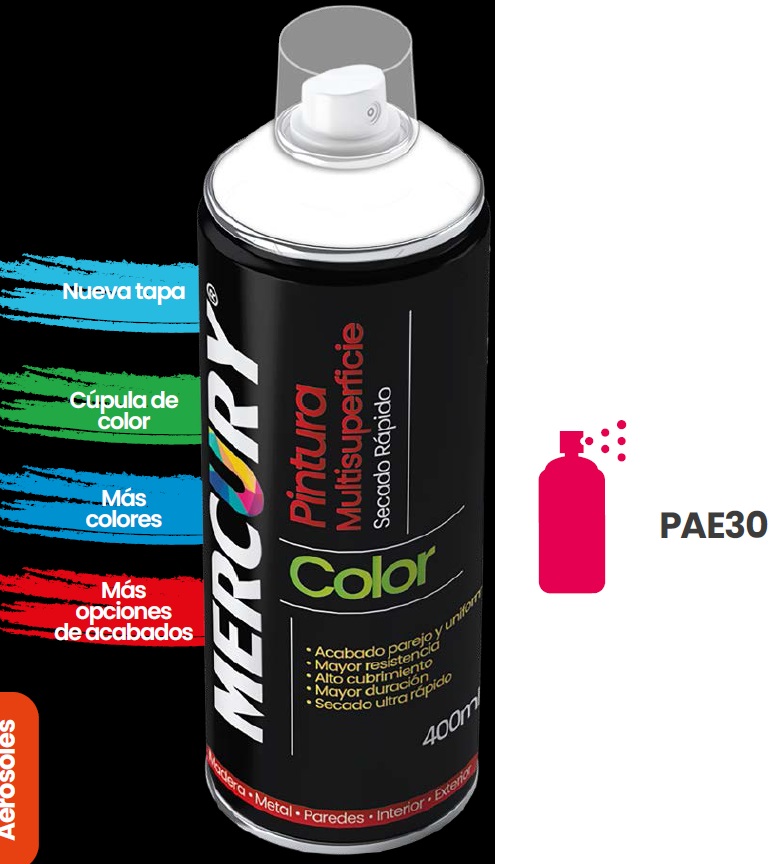 Nueva tapa
Cúpula de
color
Más
colores
Más
opciones
de acabados
Aerosoles
MERCURY®
Pintura
Multisuperficie
Secado Rápido
Color
• Acabado parejo y uniform
• Mayor resistencia
• Alto cubrimiento
• Mayor duración
• Secado ultra rápido
400ml
Madera • Metal • Paredes • Interior • Exterior
PAE30